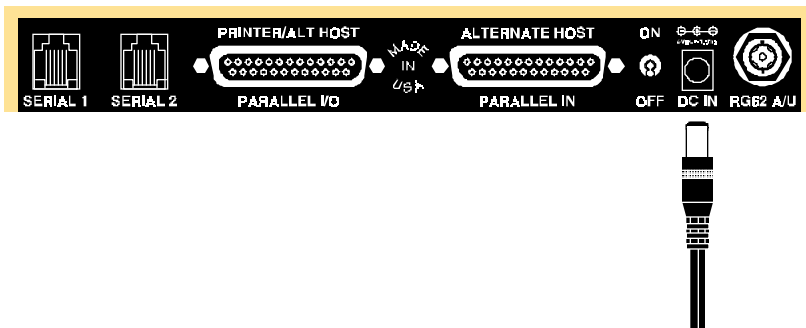 PRINTER/ALT HOST
ALTERNATE HOST
ON
MADE
IN
USA
SERIAL 1
SERIAL 2
PARALLEL I/O
PARALLEL IN
OFF
DC IN
RG62 A/U